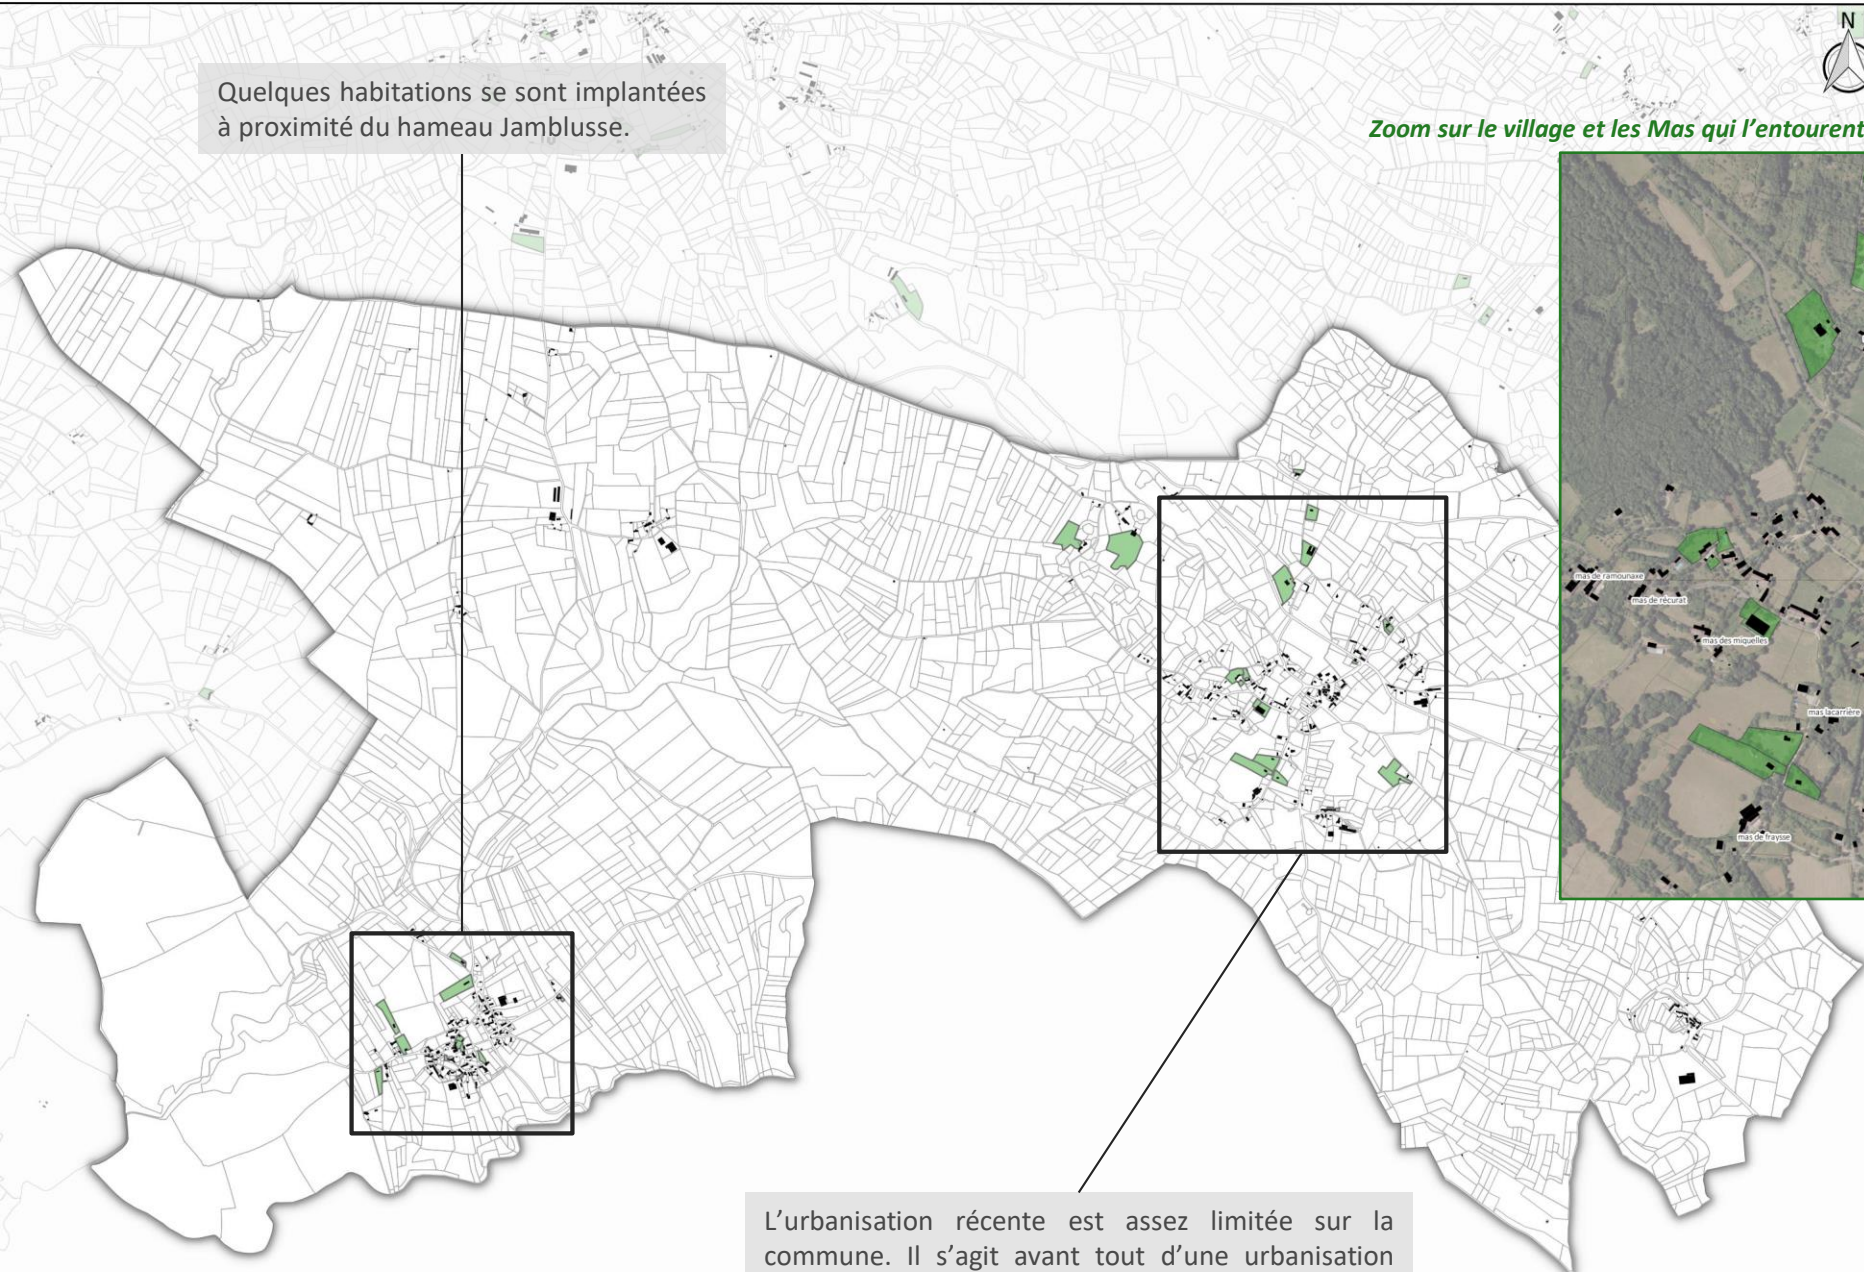 N
Quelques habitations se sont implantées
à proximité du hameau Jamblusse.
Zoom sur le village et les Mas qui l'entourent
mas de ramounaxe
mas de récurat
mas des miquelles
mas lacarrière
mas de fraysse
L’urbanisation récente est assez limitée sur la
commune. Il s’agit avant tout d’une urbanisation